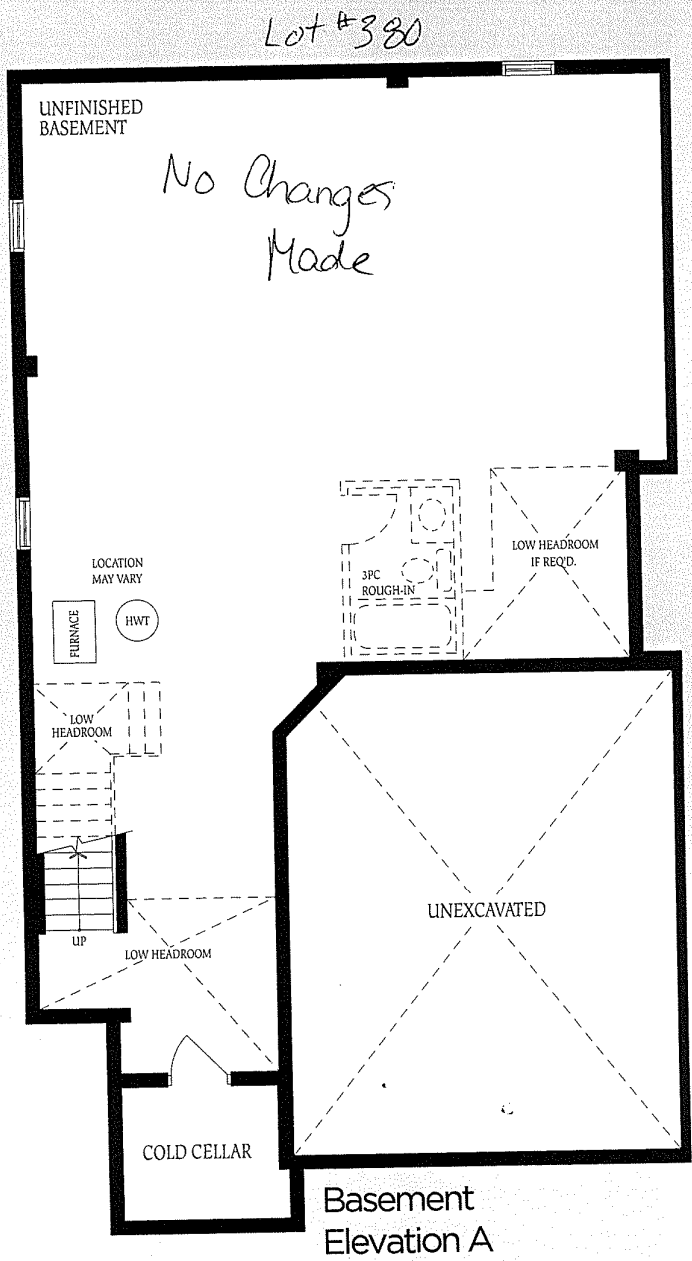 Lot #380
UNFINISHED
BASEMENT
No Changes
Made
LOCATION
MAY VARY
FURNACE
HWT
3PC
ROUGH-IN
LOW HEADROOM
IF REQ'D.
LOW
HEADROOM
UP
LOW HEADROOM
UNEXCAVATED
COLD CELLAR
Basement
Elevation A